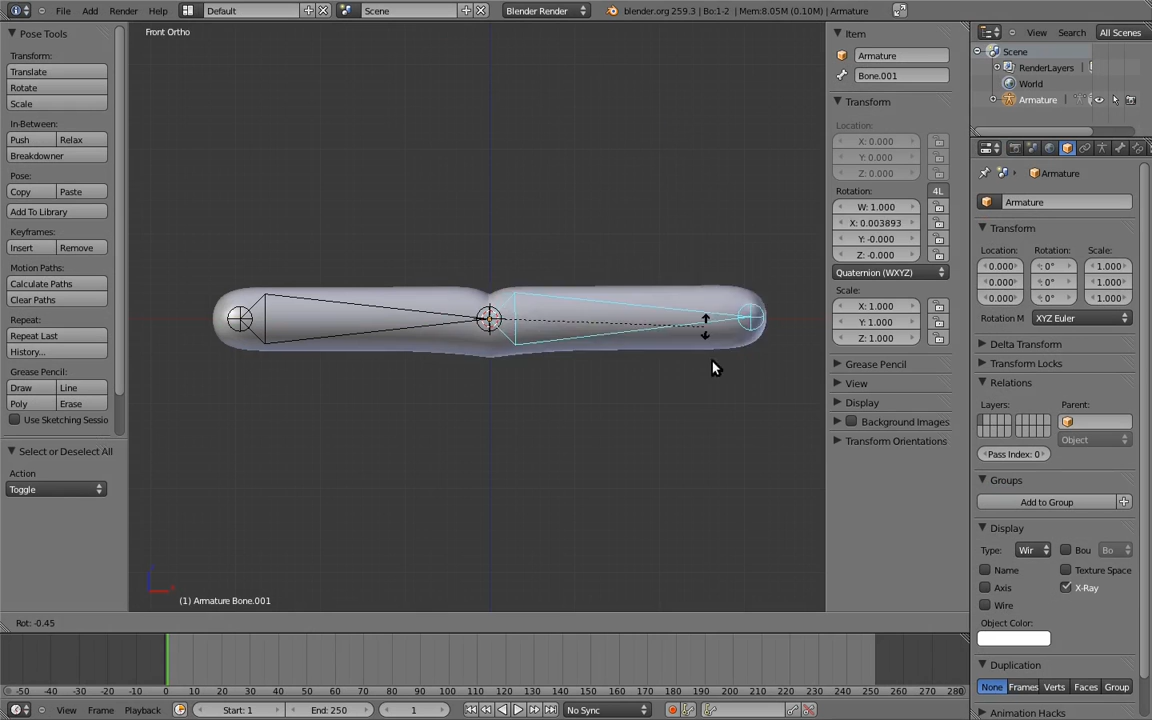 File Add Render Help Default Scene Blender Render blender.org 259.3 | Bo:1-2 | Mem:8.05M (0.10M) | Armature
Front Ortho
Pose Tools
Transform:
Translate
Rotate
Scale
In-Between:
Push Relax
Breakdowner
Pose:
Copy Paste
Add To Library
Keyframes:
Insert Remove
Motion Paths:
Calculate Paths
Clear Paths
Repeat:
Repeat Last
History...
Grease Pencil:
Draw Line
Poly Erase
Use Sketching Sessio
Select or Deselect All
Action
Toggle
(1) Armature Bone.001
Rot: -0.45
Item
Armature
Bone.001
Transform
Location:
X: 0.000
Y: 0.000
Z: 0.000
Rotation:
4L
W: 1.000
X: 0.003893
Y: -0.000
Z: -0.000
Quaternion (WXYZ)
Scale:
X: 1.000
Y: 1.000
Z: 1.000
Grease Pencil
View
Display
Background Images
Transform Orientations
View Search All Scenes
Scene
RenderLayers
World
Armature
Armature
Armature
Transform
Location: Rotation: Scale:
0.000 0° 1.000
0.000 0° 1.000
0.000 0° 1.000
Rotation M XYZ Euler
Delta Transform
Transform Locks
Relations
Layers: Parent:
Object
Pass Index: 0
Groups
Add to Group
Display
Type: Wir Bou Bo
Name Texture Space
Axis X-Ray
Wire
Object Color:
Duplication
None Frames Verts Faces Group
Animation Hacks
-50 -40 -30 -20 -10 0 10 20 30 40 50 60 70 80 90 100 110 120 130 140 150 160 170 180 190 200 210 220 230 240 250 260 270 280
View Frame Playback Start: 1 End: 250 1 No Sync